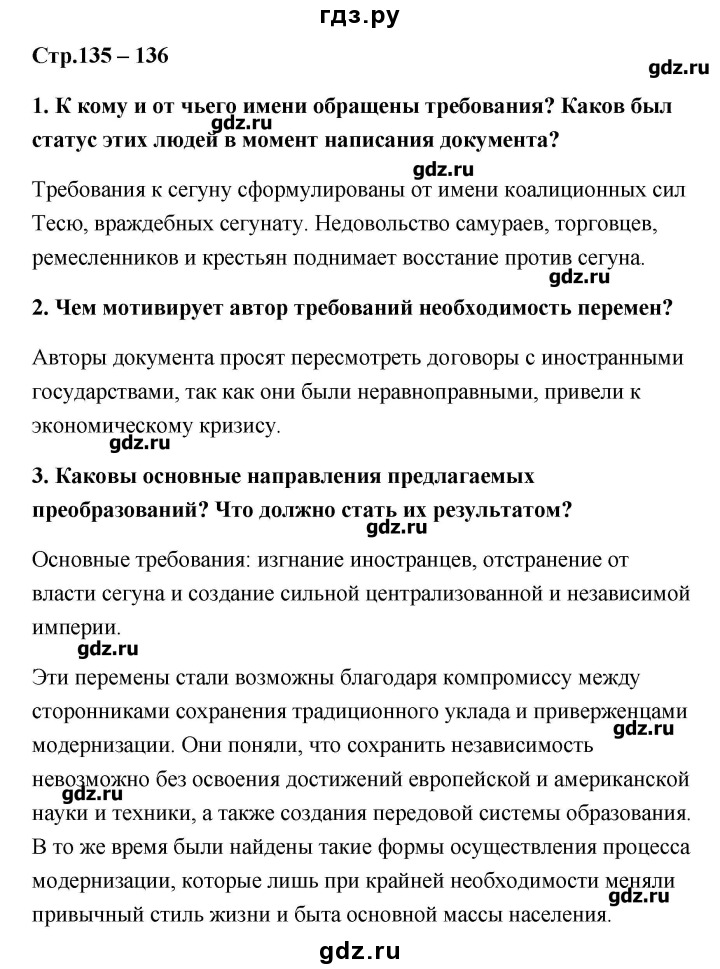 гдз.ру
Стр.135 – 136
gdz.ru
1. К кому и от чьего имени обращены требования? Каков был
gdz.ru
статус этих людей в момент написания документа?
gdz.ru
Требования к сегуну сформулированы от имени коалиционных сил
Тесю, враждебных сегунату. Недовольство самураев, торговцев,
ремесленников и крестьян поднимает восстание против сегуна.
gdz.ru
2. Чем мотивирует автор требований необходимость перемен?
Авторы документа просят пересмотреть договоры с иностранными
государствами, так как они были неравноправными, привели к
экономическому кризису.
gdz.ru
3. Каковы основные направления предлагаемых
преобразований? Что должно стать их результатом?
gdz.ru
Основные требования: изгнание иностранцев, отстранение от
власти сегуна и создание сильной централизованной и независимой
империи.
gdz.ru
Эти перемены стали возможны благодаря компромиссу между
сторонниками сохранения традиционного уклада и приверженцами
gdz.ru
модернизации. Они поняли, что сохранить независимость
невозможно без освоения достижений европейской и американской
gdz.ru
науки и техники, а также создания передовой системы образования.
В то же время были найдены такие формы осуществления процесса
модернизации, которые лишь при крайней необходимости меняли
gdz.ru
привычный стиль жизни и быта основной массы населения.
gdz.ru